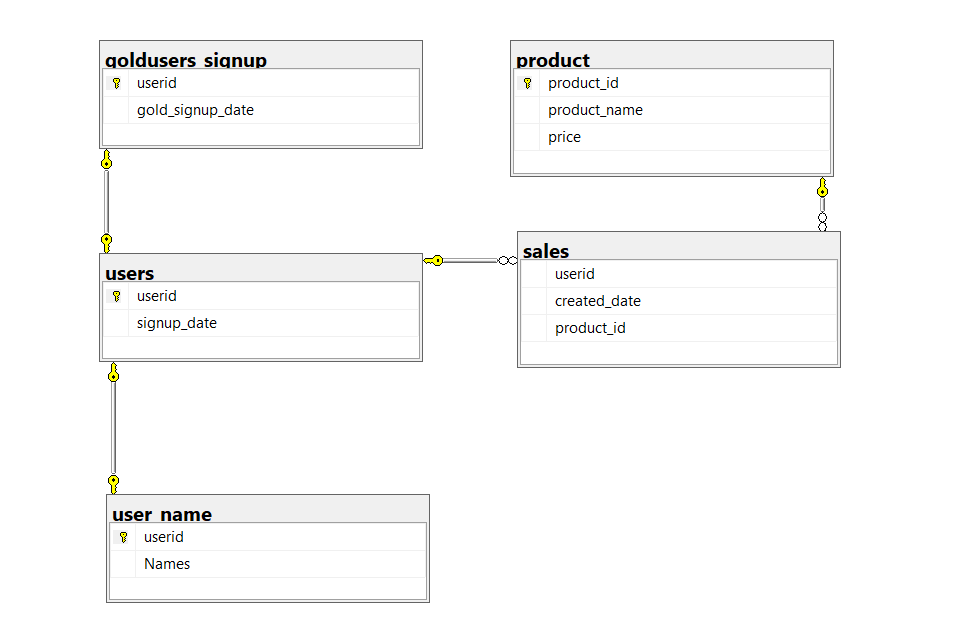 goldusers_signup
userid
gold_signup_date
product
product_id
product_name
price
users
userid
signup_date
sales
userid
created_date
product_id
user_name
userid
Names